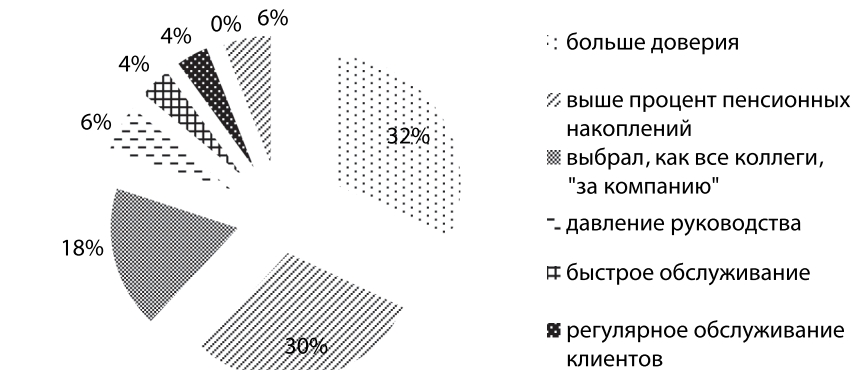 0%
6%
4%
4%
6%
32%
18%
30%
больше доверия
выше процент пенсионных
накоплений
выбрал, как все коллеги,
"за компанию"
давление руководства
быстрое обслуживание
регулярное обслуживание
клиентов